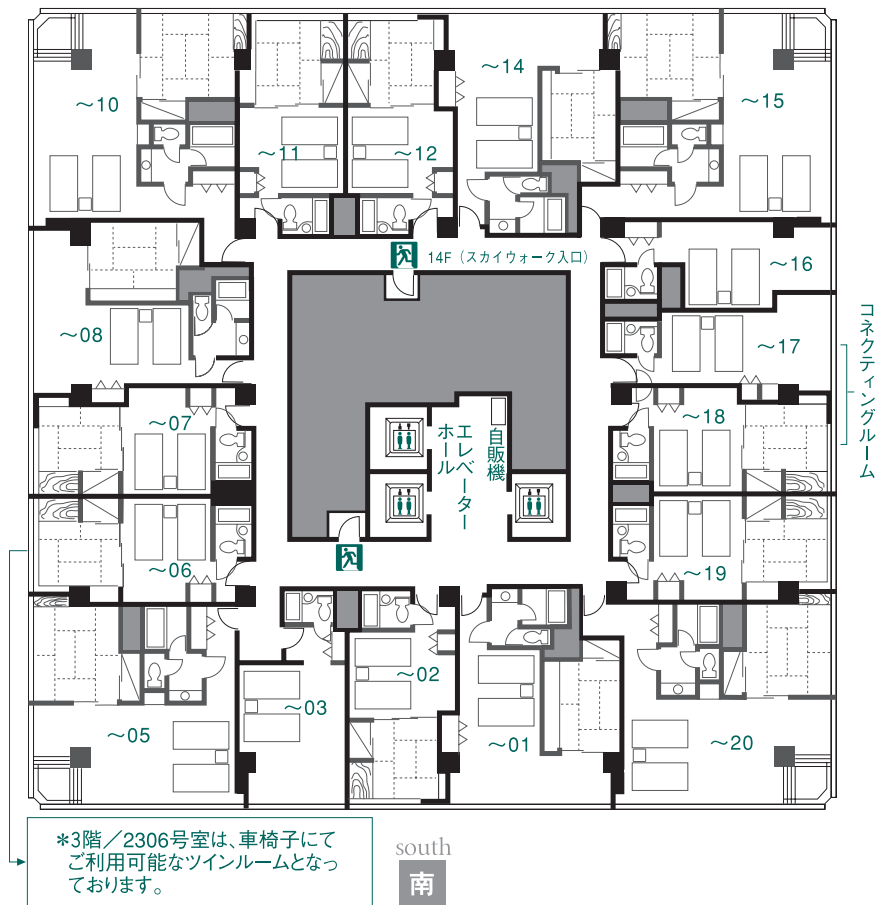 ～14
～10
～15
～11
～12
14F（スカイウォーク入口）
～16
～08
～17
コネクティングルーム
～07
～18
自販機
エレベーター
ホール
～06
～19
～02
～03
～05
～01
～20
*3階／2306号室は、車椅子にて
ご利用可能なツインルームとなっ
ております。
south
南